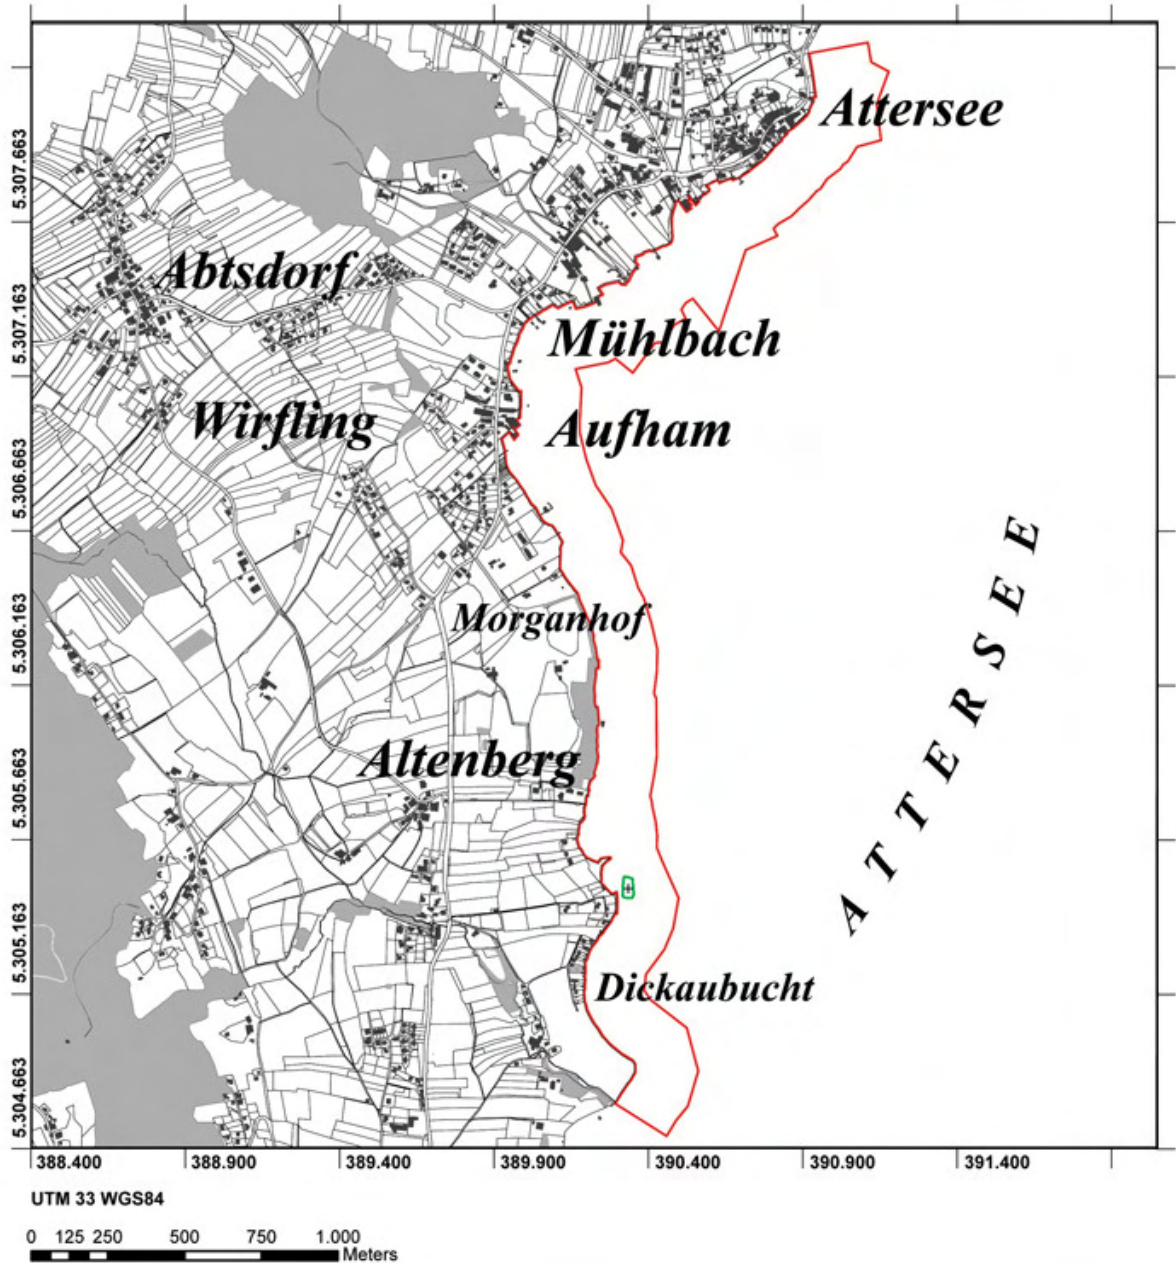 Attersee
Abtsdorf
Mühlbach
Wirfling
Aufham
ATTERSEE
Morganhof
Altenberg
Dickaubucht
5.307.663
5.307.163
5.306.663
5.306.163
5.305.663
5.305.163
5.304.663
388.400 388.900 389.400 389.900 390.400 390.900 391.400
UTM 33 WGS84
0 125 250 500 750 1.000
Meters